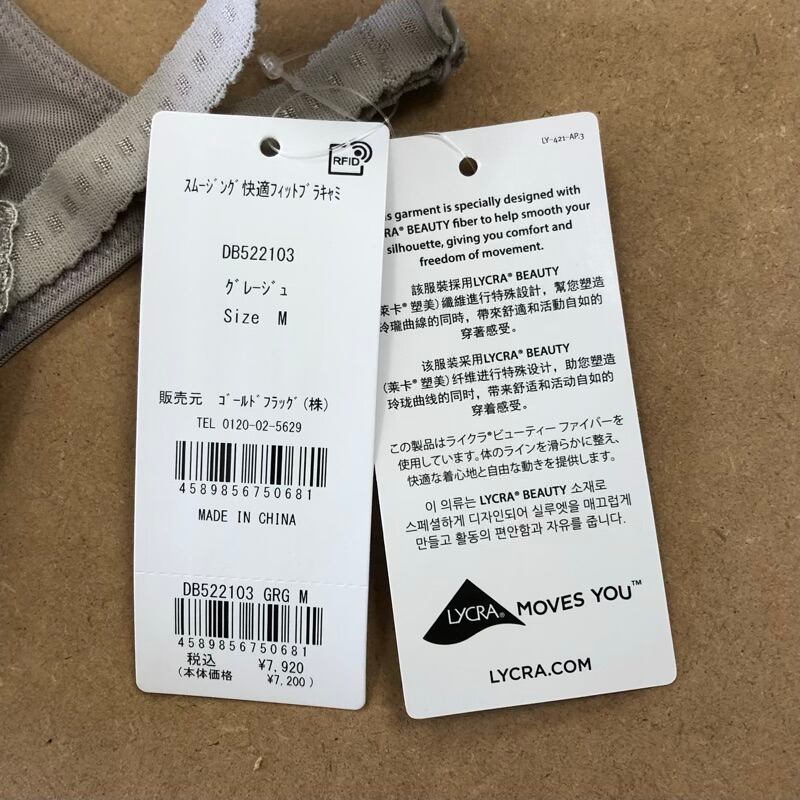 RFID
ｽﾑｰｼﾞﾝｸﾞ快適ﾌｨｯﾄﾌﾞﾗｷｬﾐ
DB522103
ｸﾞﾚｰｼﾞｭ
Size M
販売元 ｺﾞｰﾙﾄﾞﾌﾗｯｸﾞ(株)
TEL 0120-02-5629
4589856750681
MADE IN CHINA
DB522103 GRG M
4589856750681
税込 ¥7,920
(本体価格 ¥7,200)
LY-421-AP.3
garment is specially designed with
RA® BEAUTY fiber to help smooth your
silhouette, giving you comfort and
freedom of movement.
該服裝採用LYCRA® BEAUTY
萊卡® 塑美) 纖維進行特殊設計，幫您塑造
玲瓏曲線的同時，帶來舒適和活動自如的
穿著感受。
该服装采用LYCRA® BEAUTY
(莱卡® 塑美) 纤维进行特殊设计，助您塑造
玲珑曲线的同时，带来舒适和活动自如的
穿着感受。
この製品はライクラ®ビューティー ファイバーを
使用しています。体のラインを滑らかに整え、
快適な着心地と自由な動きを提供します。
이 의류는 LYCRA® BEAUTY 소재로
스페셜하게 디자인되어 실루엣을 매끄럽게
만들고 활동의 편안함과 자유를 줍니다.
LYCRA® MOVES YOU™
LYCRA.COM